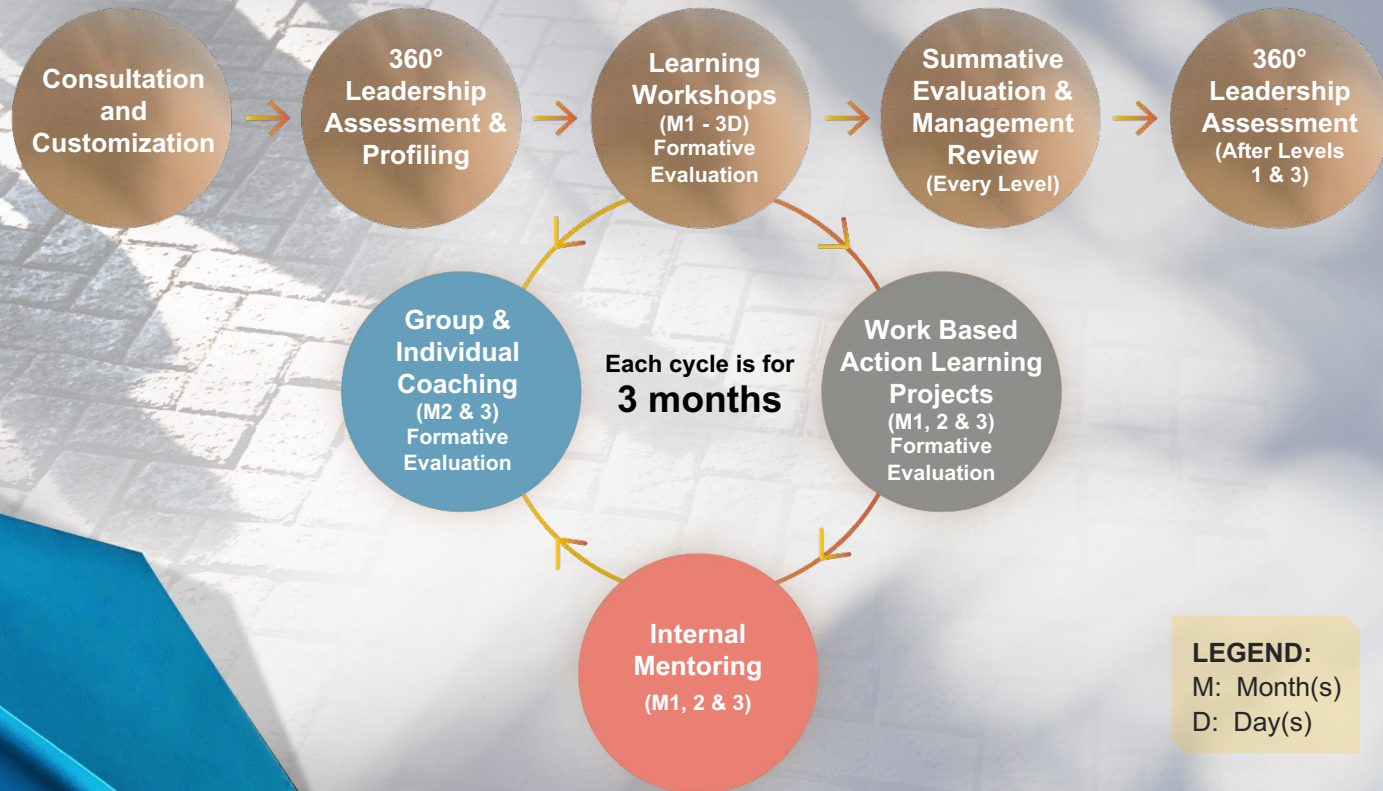 Consultation
and
Customization
360°
Leadership
Assessment &
Profiling
Learning
Workshops
(M1 - 3D)
Formative
Evaluation
Summative
Evaluation &
Management
Review
(Every Level)
360°
Leadership
Assessment
(After Levels
1 & 3)
Group &
Individual
Coaching
(M2 & 3)
Formative
Evaluation
Each cycle is for
3 months
Work Based
Action Learning
Projects
(M1, 2 & 3)
Formative
Evaluation
Internal
Mentoring
(M1, 2 & 3)
LEGEND:
M: Month(s)
D: Day(s)